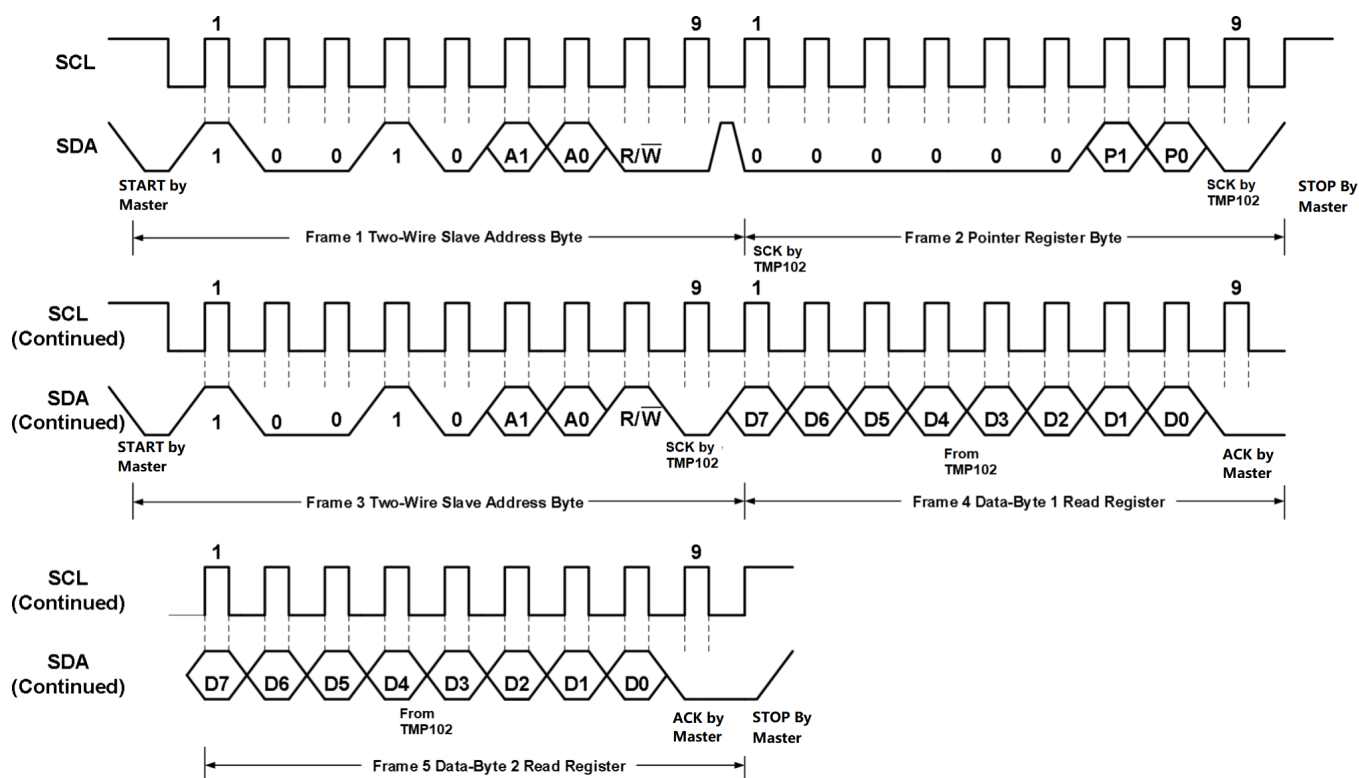 1 9 1 9
SCL
SDA
1 0 0 1 0 A1 A0 R/W̅ 0 0 0 0 0 0 P1 P0
START by
Master
SCK by
TMP102
STOP By
Master
Frame 1 Two-Wire Slave Address Byte
Frame 2 Pointer Register Byte
SCK by
TMP102
1 9 1 9
SCL
(Continued)
SDA
(Continued)
1 0 0 1 0 A1 A0 R/W̅ D7 D6 D5 D4 D3 D2 D1 D0
START by
Master
SCK by
TMP102
From
TMP102
ACK by
Master
Frame 3 Two-Wire Slave Address Byte
Frame 4 Data-Byte 1 Read Register
1 9
SCL
(Continued)
SDA
(Continued)
D7 D6 D5 D4 D3 D2 D1 D0
From
TMP102
ACK by
Master
STOP By
Master
Frame 5 Data-Byte 2 Read Register